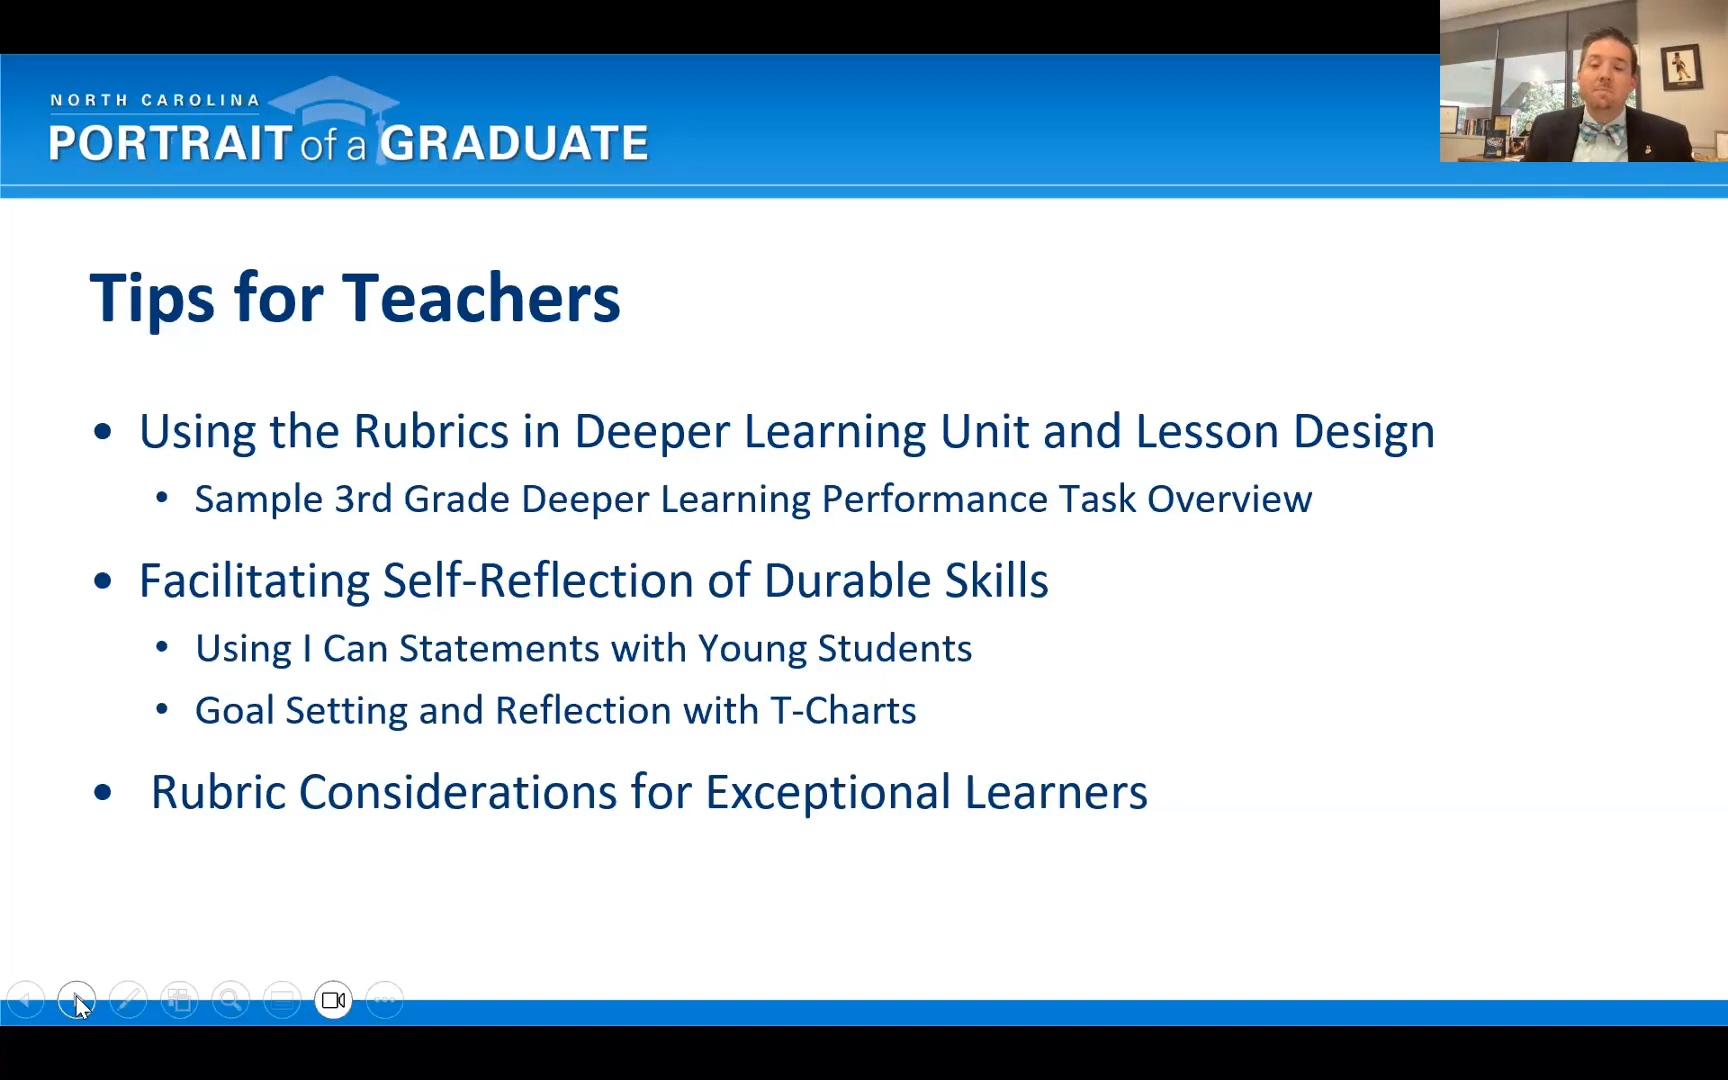 NORTH CAROLINA
PORTRAIT of a GRADUATE
Tips for Teachers
• Using the Rubrics in Deeper Learning Unit and Lesson Design
• Sample 3rd Grade Deeper Learning Performance Task Overview
• Facilitating Self-Reflection of Durable Skills
• Using I Can Statements with Young Students
• Goal Setting and Reflection with T-Charts
• Rubric Considerations for Exceptional Learners